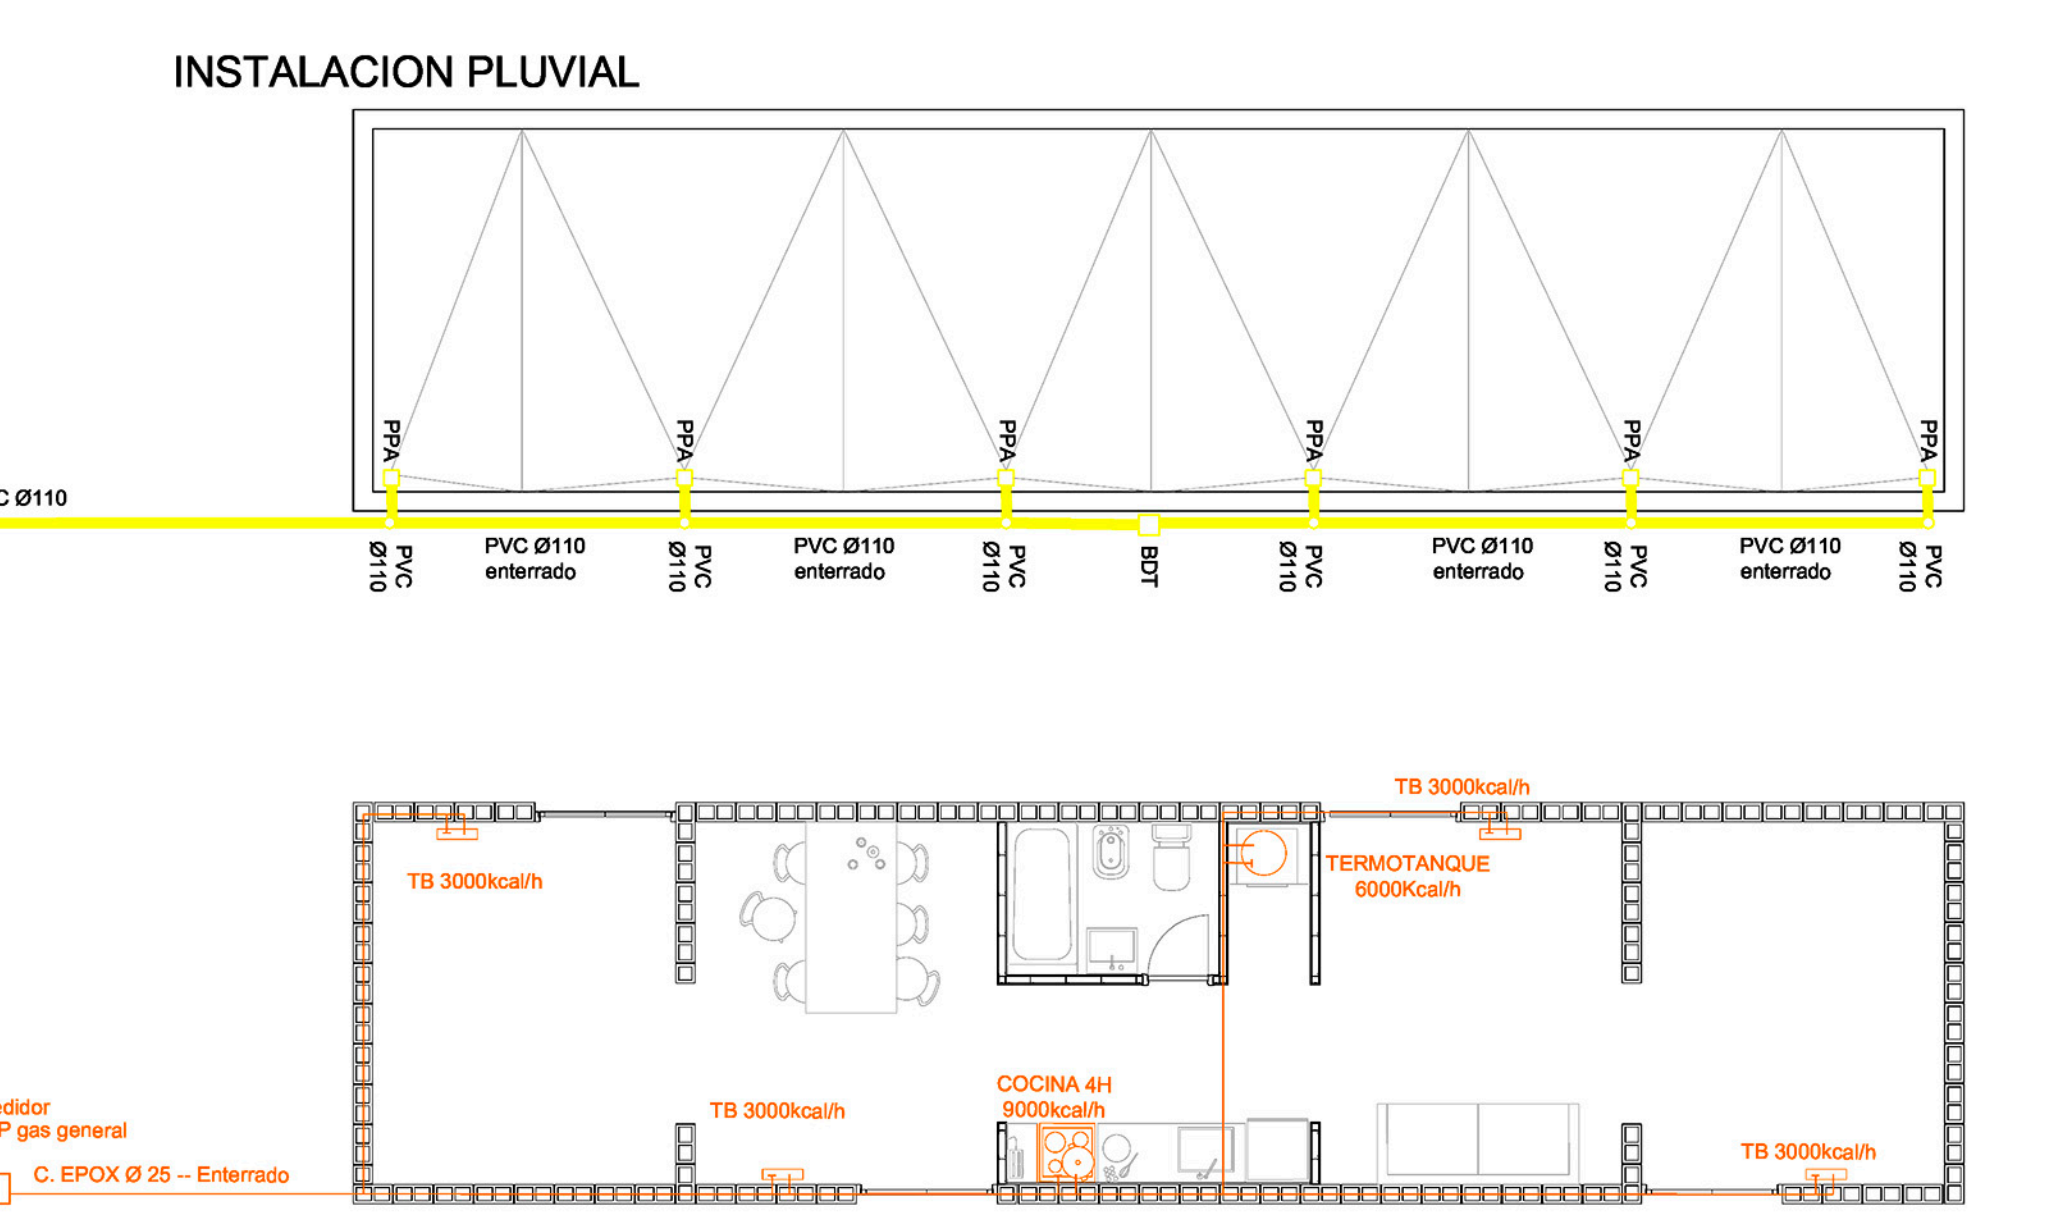 INSTALACION PLUVIAL
PPA
PPA
PPA
PPA
PPA
PPA
C Ø110
PVC
Ø110
PVC Ø110
enterrado
PVC
Ø110
PVC Ø110
enterrado
PVC
Ø110
BDT
PVC
Ø110
PVC Ø110
enterrado
PVC
Ø110
PVC Ø110
enterrado
PVC
Ø110
TB 3000kcal/h
TB 3000kcal/h
TERMOTANQUE
6000Kcal/h
COCINA 4H
9000kcal/h
TB 3000kcal/h
edidor
P gas general
TB 3000kcal/h
C. EPOX Ø 25 -- Enterrado